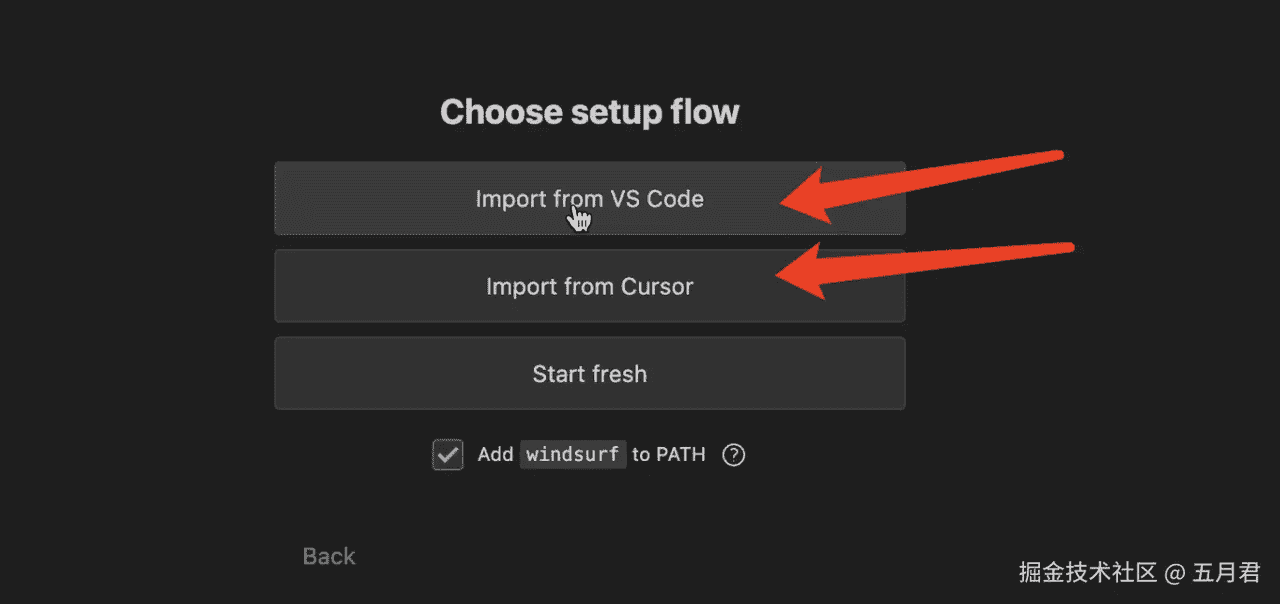 Choose setup flow
Import from VS Code
Import from Cursor
Start fresh
Add windsurf to PATH ?
Back
掘金技术社区 @ 五月君